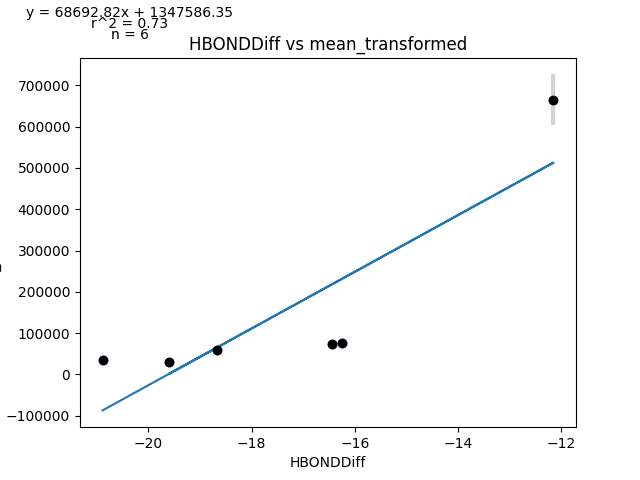 y = 68692.82x + 1347586.35
r^2 = 0.73
n = 6
HBONDDiff vs mean_transformed
700000
600000
500000
400000
300000
200000
100000
0
−100000
−20
−18
−16
−14
−12
HBONDDiff